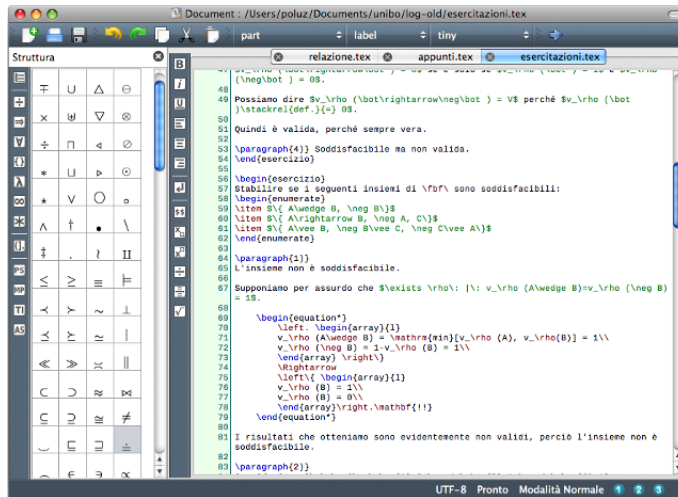 Document : /Users/poluz/Documents/unibo/log-old/esercitazioni.tex
part label tiny
Struttura
relazione.tex appunti.tex esercitazioni.tex
(\neg\bot ) = 0$.
48
49 Possiamo dire $v_\rho (\bot\rightarrow\neg\bot ) = V$ perché $v_\rho (\bot
)\stackrel{def.}{=} 0$.
50
51 Quindi è valida, perché sempre vera.
52
53 \paragraph{4)} Soddisfacibile ma non valida.
54 \end{esercizio}
55
56 \begin{esercizio}
57 Stabilire se i seguenti insiemi di \fbf\ sono soddisfacibili:
58 \begin{enumerate}
59 \item $\{ A\wedge B, \neg B\}$
60 \item $\{ A\rightarrow B, \neg A, C\}$
61 \item $\{ A\vee B, \neg B\vee C, \neg C\vee A\}$
62 \end{enumerate}
63
64 \paragraph{1)}
65 L'insieme non è soddisfacibile.
66
67 Supponiamo per assurdo che $\exists \rho\: |\: v_\rho (A\wedge B)=v_\rho (\neg B)
= 1$.
68
69 \begin{equation*}
70 \left. \begin{array}{l}
71 v_\rho (A\wedge B) = \mathrm{min}[v_\rho (A), v_\rho(B)] = 1\\
72 v_\rho (\neg B) = 1-v_\rho (B) = 1\\
73 \end{array} \right\}
74 \Rightarrow
75 \left\{ \begin{array}{l}
76 v_\rho (B) = 1\\
77 v_\rho (B) = 0\\
78 \end{array}\right.\mathbf{!!}
79 \end{equation*}
80
81 I risultati che otteniamo sono evidentemente non validi, perciò l'insieme non è
soddisfacibile.
82
83 \paragraph{2)}
UTF-8 Pronto Modalità Normale 1 2 3